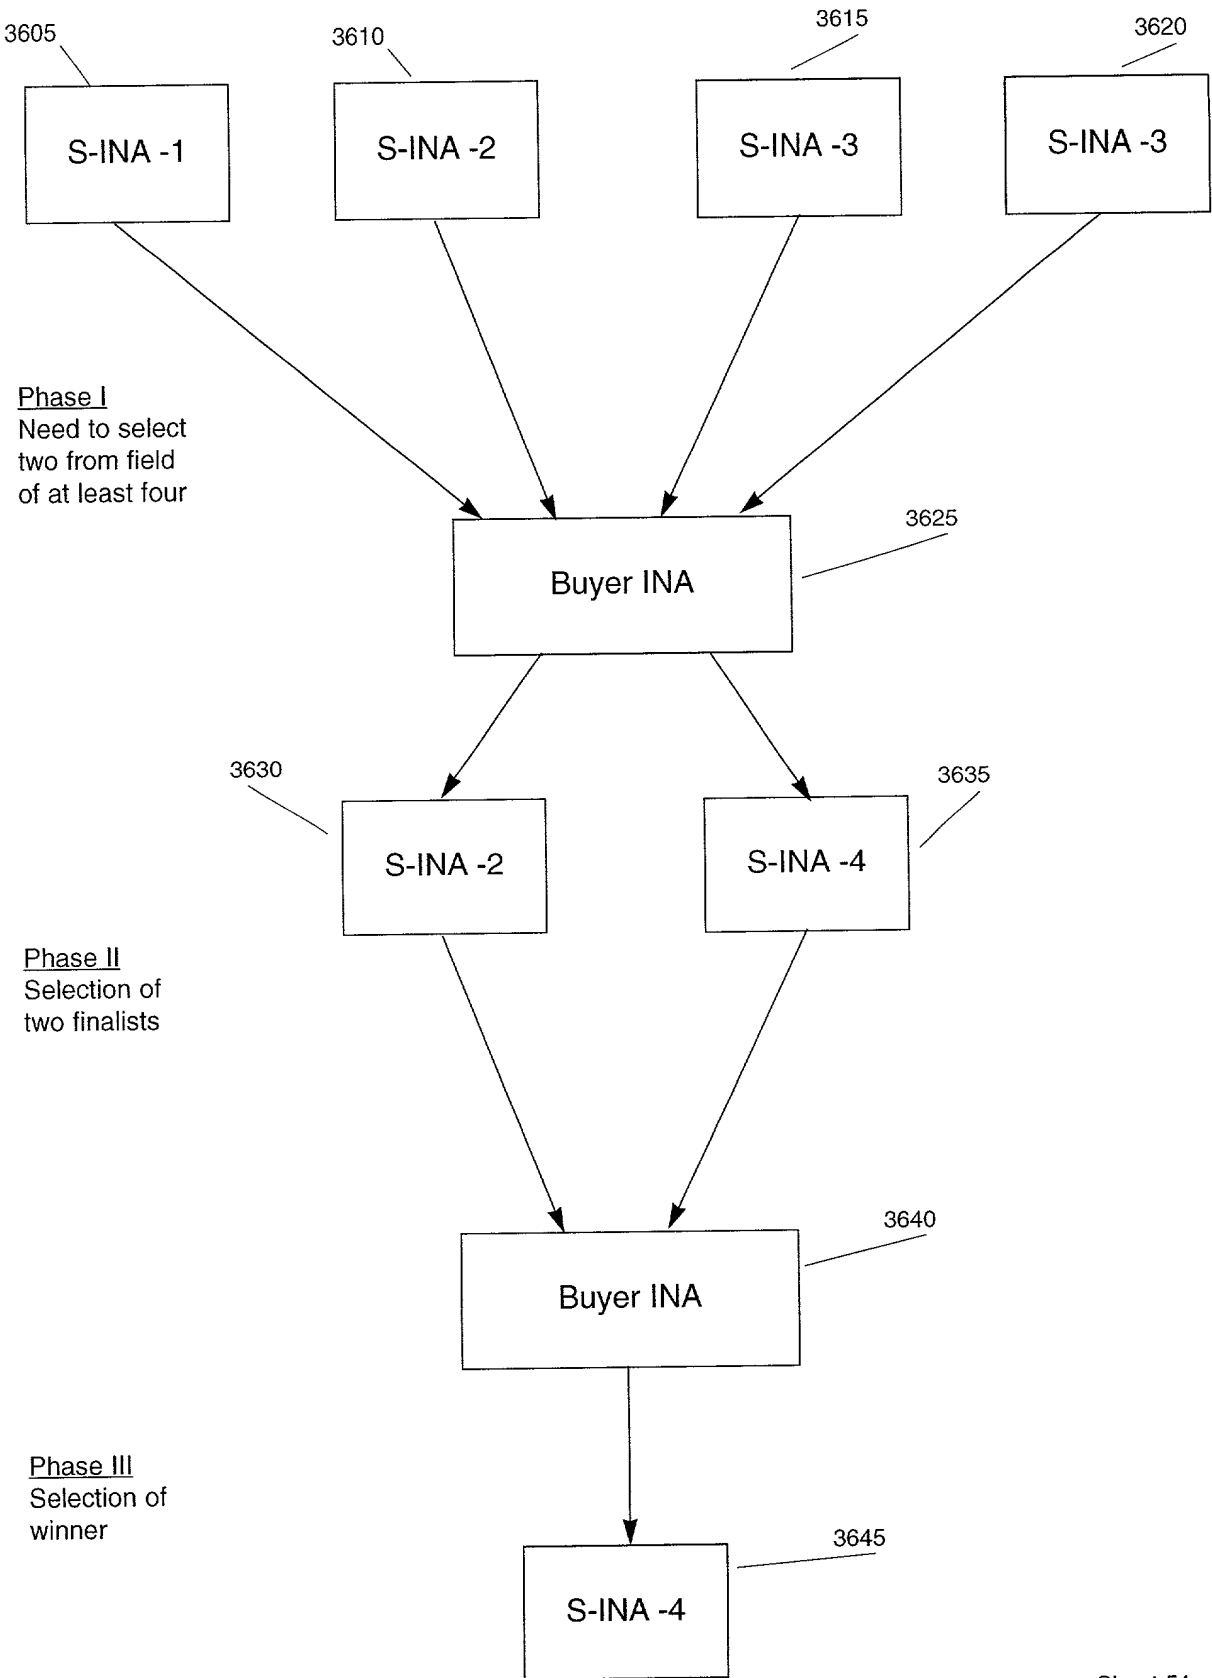 3605
3610
3615
3620
S-INA -1
S-INA -2
S-INA -3
S-INA -3
Phase I
Need to select
two from field
of at least four
3625
Buyer INA
3630
3635
S-INA -2
S-INA -4
Phase II
Selection of
two finalists
3640
Buyer INA
Phase III
Selection of
winner
3645
S-INA -4